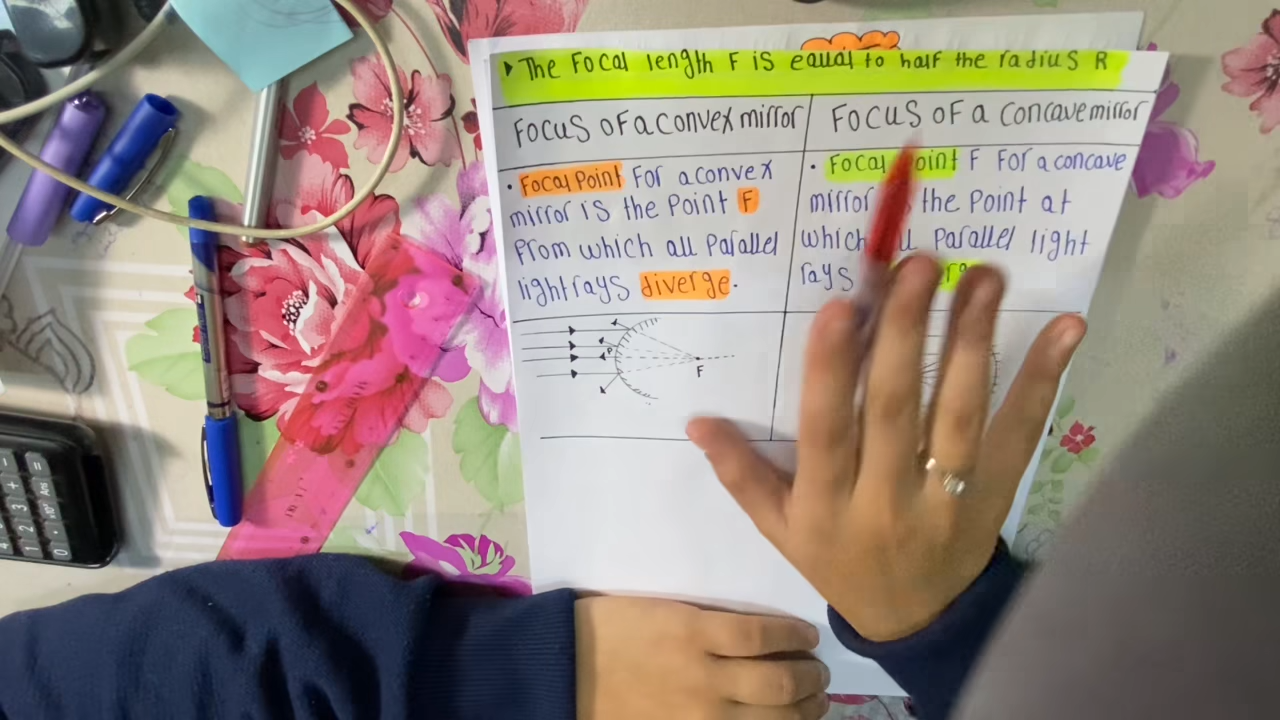 ▸ The Focal length F is equal to half the radius R
Focus of a convex mirror
Focus of a concave mirror
• Focal Point For a convex
mirror is the Point F
From which all Parallel
light rays diverge.
• Focal Point F For a concave
mirror the Point at
which Parallel light
rays
P
F